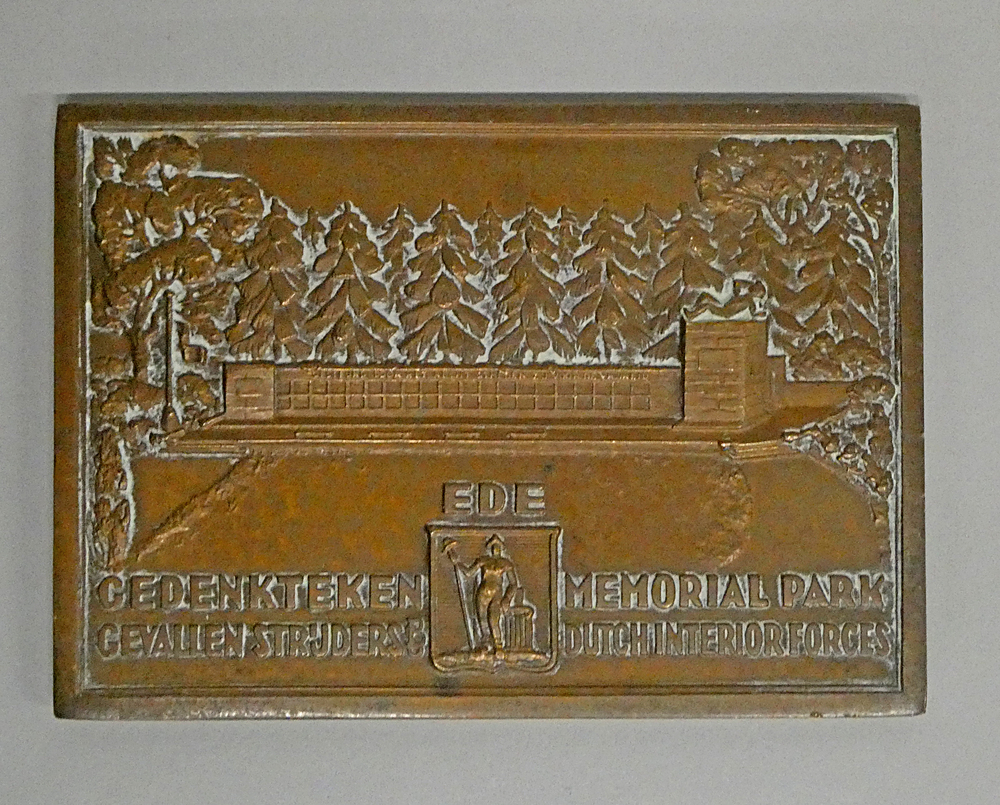 EDE
GEDENKTEKEN MEMORIAL PARK
GEVALLEN STRIJDERS & DUTCH INTERIOR FORCES